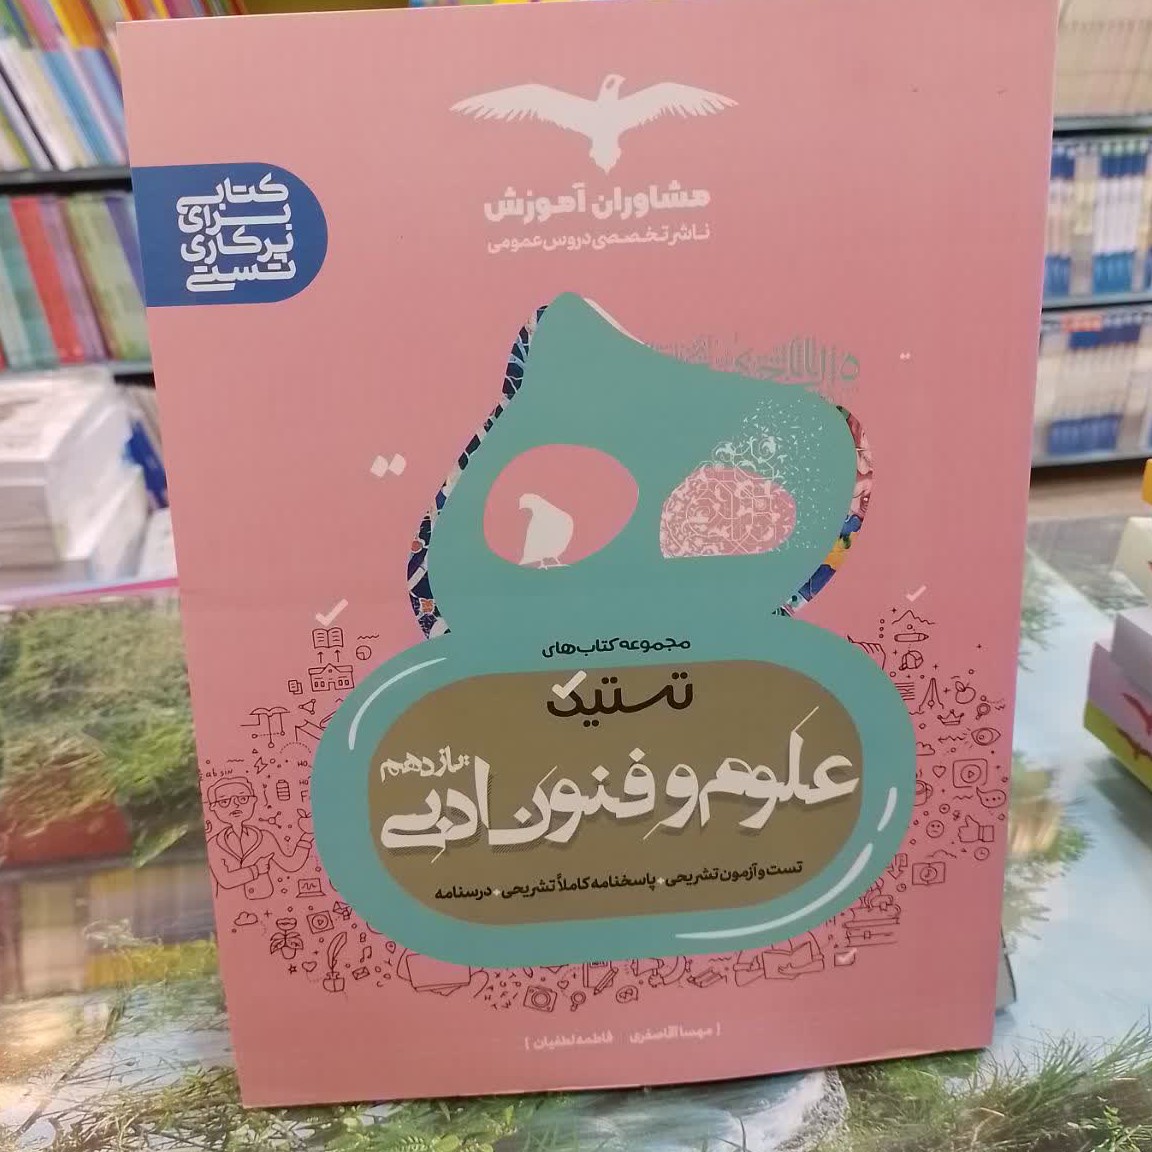 مشاوران آموزش
ناشر تخصصی دروس عمومی
کتابی
برای
پرکاری
تستی
مجموعه کتاب‌های
تستیک
علوم و فنون ادبی
یازدهم
تست و آزمون تشریحی • پاسخنامه کاملاً تشریحی • درسنامه
[ مهسا اقاصفری | فاطمه لطفیان ]